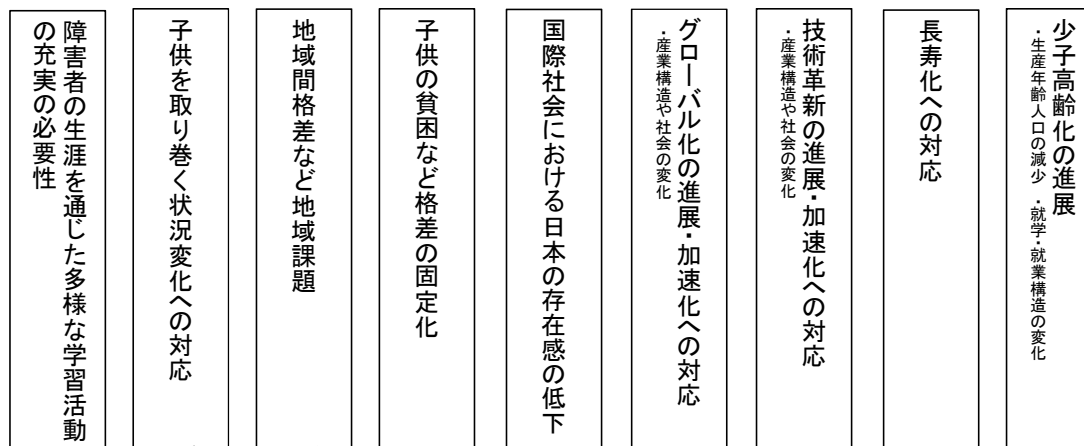 少子高齢化の進展
・生産年齢人口の減少 ・就学・就業構造の変化
長寿化への対応
技術革新の進展・加速化への対応
・産業構造や社会の変化
グローバル化の進展・加速化への対応
・産業構造や社会の変化
国際社会における日本の存在感の低下
子供の貧困など格差の固定化
地域間格差など地域課題
子供を取り巻く状況変化への対応
障害者の生涯を通じた多様な学習活動
の充実の必要性